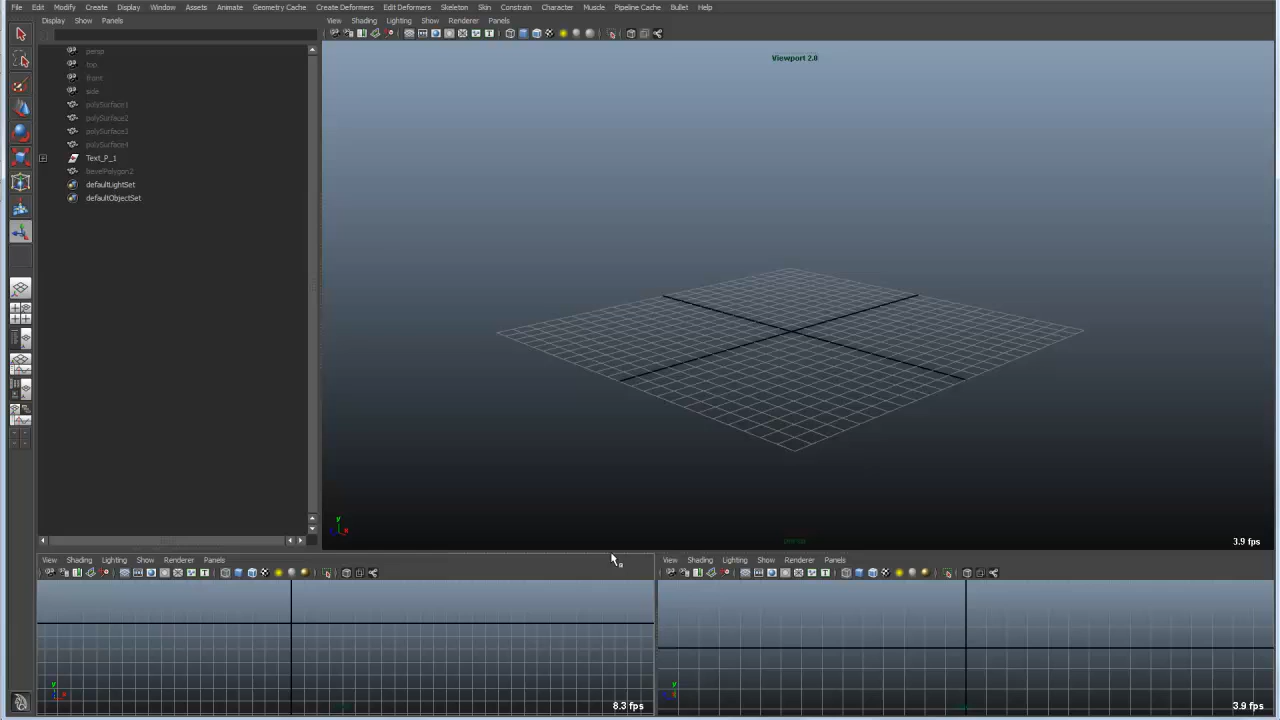 File Edit Modify Create Display Window Assets Animate Geometry Cache Create Deformers Edit Deformers Skeleton Skin Constrain Character Muscle Pipeline Cache Bullet Help
Display Show Panels
View Shading Lighting Show Renderer Panels
persp
top
front
side
polySurface1
polySurface2
polySurface3
polySurface4
Text_P_1
bevelPolygon2
defaultLightSet
defaultObjectSet
Viewport 2.0
y
x
persp
3.9 fps
View Shading Lighting Show Renderer Panels
y
x
8.3 fps
View Shading Lighting Show Renderer Panels
y
3.9 fps